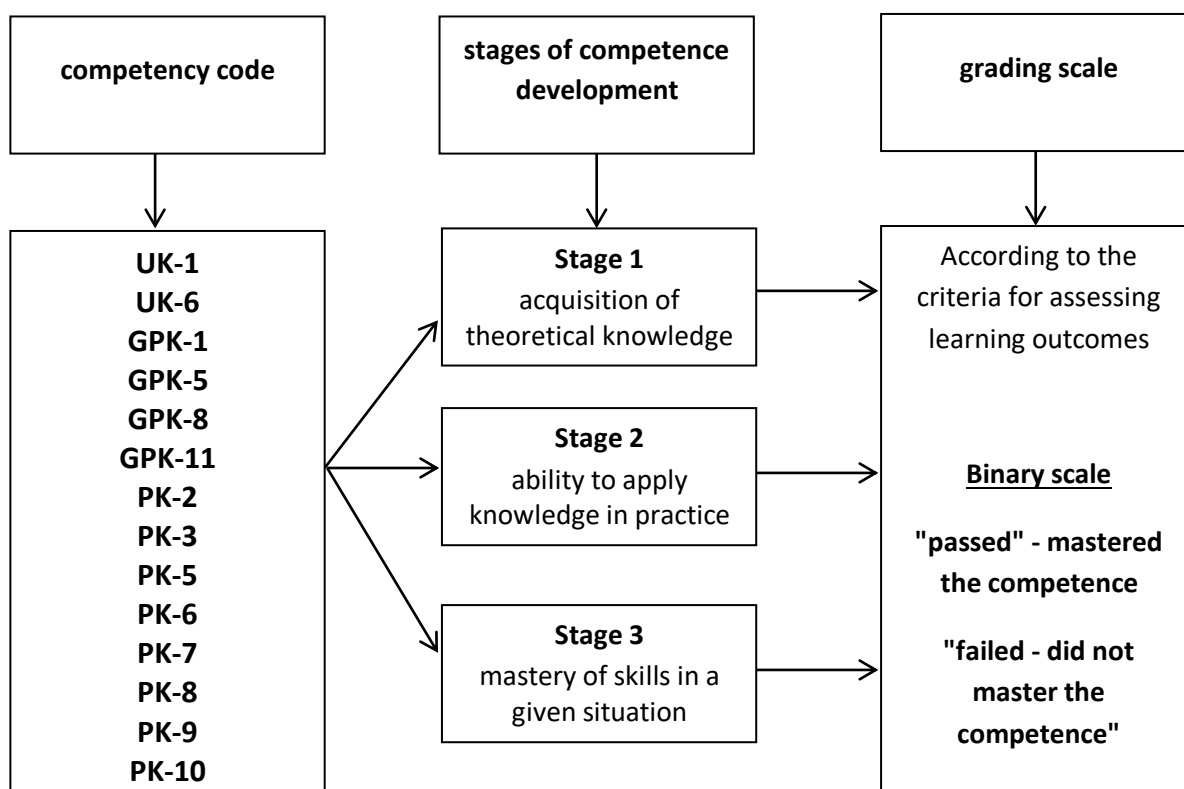 competency code
stages of competence
development
grading scale
UK-1
UK-6
GPK-1
GPK-5
GPK-8
GPK-11
PK-2
PK-3
PK-5
PK-6
PK-7
PK-8
PK-9
PK-10
Stage 1
acquisition of
theoretical knowledge
Stage 2
ability to apply
knowledge in practice
Stage 3
mastery of skills in a
given situation
According to the
criteria for assessing
learning outcomes
Binary scale
"passed" - mastered
the competence
"failed - did not
master the
competence"